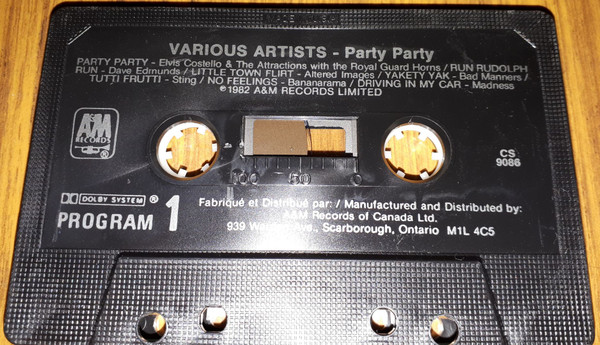 VARIOUS ARTISTS - Party Party
PARTY PARTY - Elvis Costello & The Attractions with the Royal Guard Horns / RUN RUDOLPH
RUN - Dave Edmunds / LITTLE TOWN FLIRT - Altered Images / YAKETY YAK - Bad Manners /
TUTTI FRUTTI - Sting / NO FEELINGS - Bananarama / DRIVING IN MY CAR - Madness
℗1982 A&M RECORDS LIMITED
A&M
RECORDS
100 50 0
CS
9086
DOLBY SYSTEM ®
PROGRAM 1
Fabriqué et Distribué par: / Manufactured and Distributed by:
A&M Records of Canada Ltd.
939 Ave., Scarborough, Ontario M1L 4C5